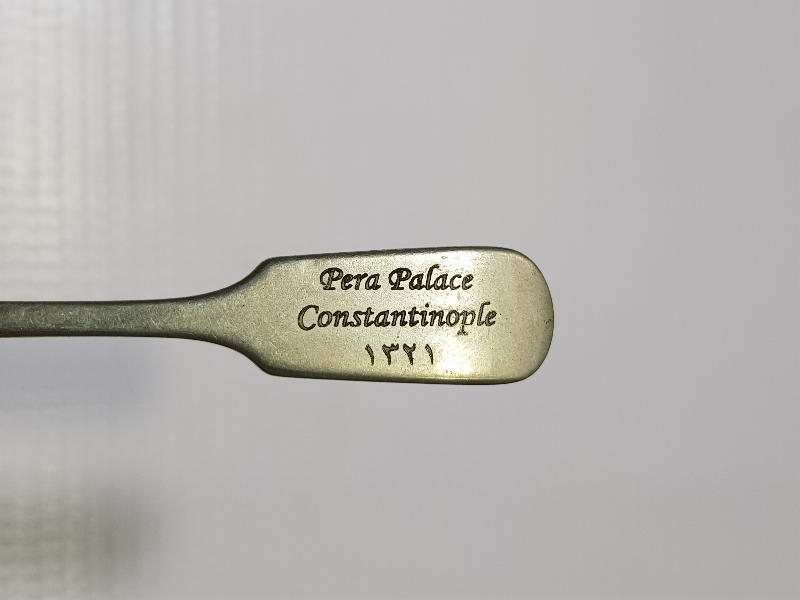 Pera Palace
Constantinople
١٣٢١